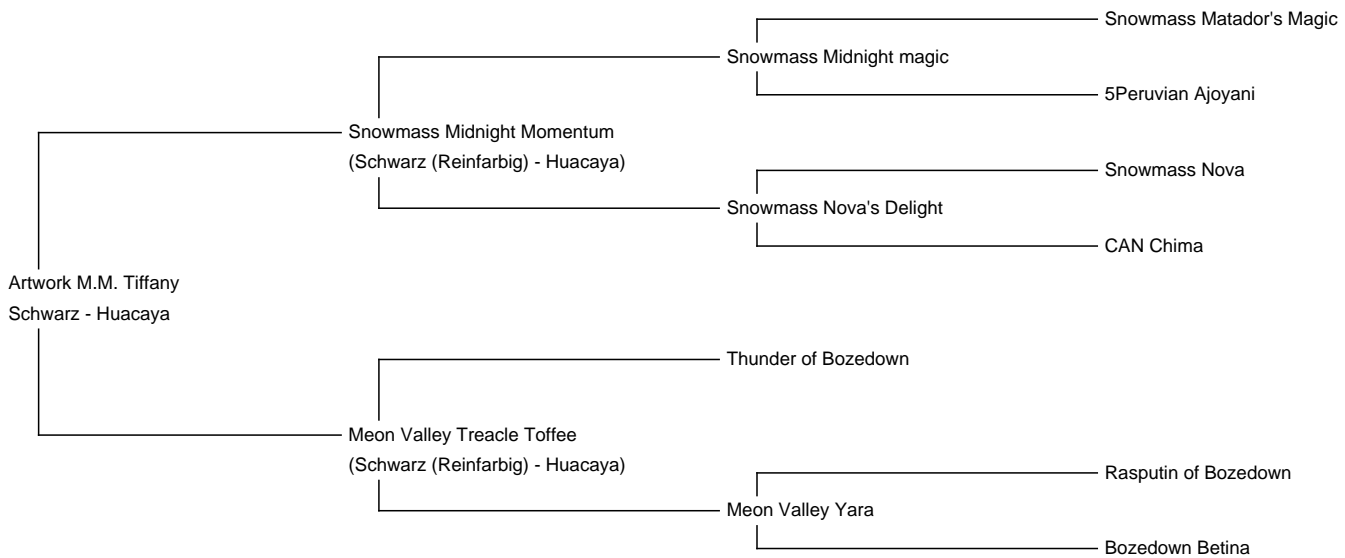 Snowmass Matador's Magic
Snowmass Midnight magic
5Peruvian Ajoyani
Snowmass Midnight Momentum
(Schwarz (Reinfarbig) - Huacaya)
Snowmass Nova
Snowmass Nova's Delight
CAN Chima
Artwork M.M. Tiffany
Schwarz - Huacaya
Thunder of Bozedown
Meon Valley Treacle Toffee
(Schwarz (Reinfarbig) - Huacaya)
Rasputin of Bozedown
Meon Valley Yara
Bozedown Betina